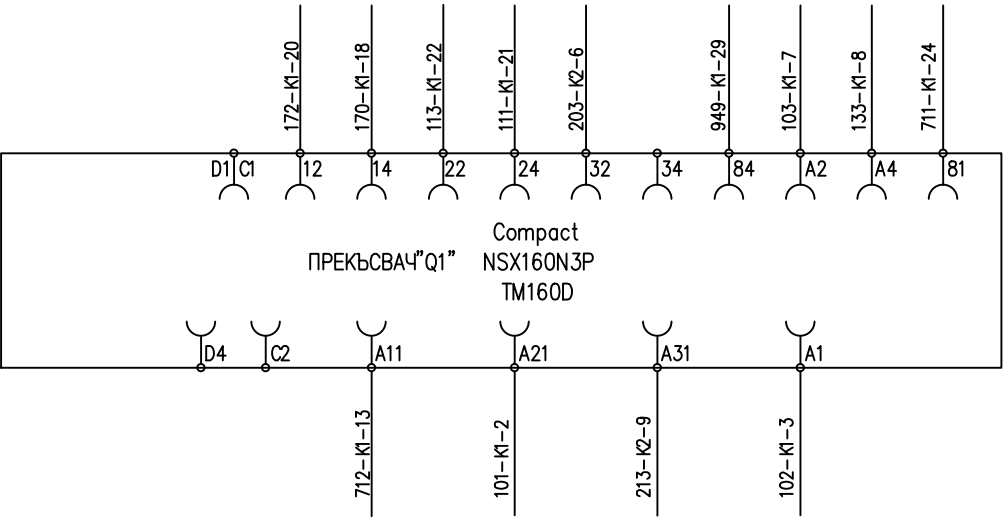 172-K1-20
170-K1-18
113-K1-22
111-K1-21
203-K2-6
949-K1-29
103-K1-7
133-K1-8
711-K1-24
D1 C1 12 14 22 24 32 34 84 A2 A4 81
Compact
ПРЕКЪСВАЧ"Q1" NSX160N3P
TM160D
D4 C2 A11 A21 A31 A1
712-K1-13
101-K1-2
213-K2-9
102-K1-3